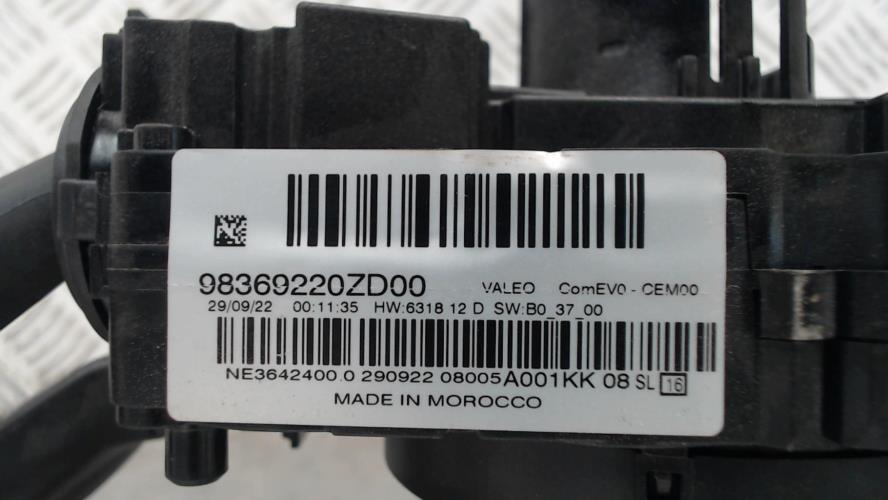 98369220ZD00 VALEO ComEV0 - CEM00
29/09/22 00:11:35 HW:6318 12 D SW:B0_37_00
NE3642400.0 290922 08005A001KK 08 SL 16
MADE IN MOROCCO